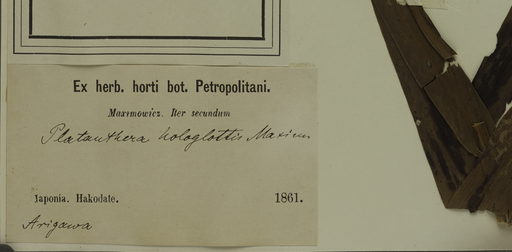 Ex herb. horti bot. Petropolitani.
Maximowicz. Iter secundum
Platanthera hologlottis Maxim
Japonia. Hakodate. 1861.
Arigawa